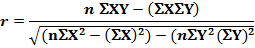 r = n ΣXY − (ΣXΣY) / √(nΣX² − (ΣX)²) − (nΣY² (ΣY)²